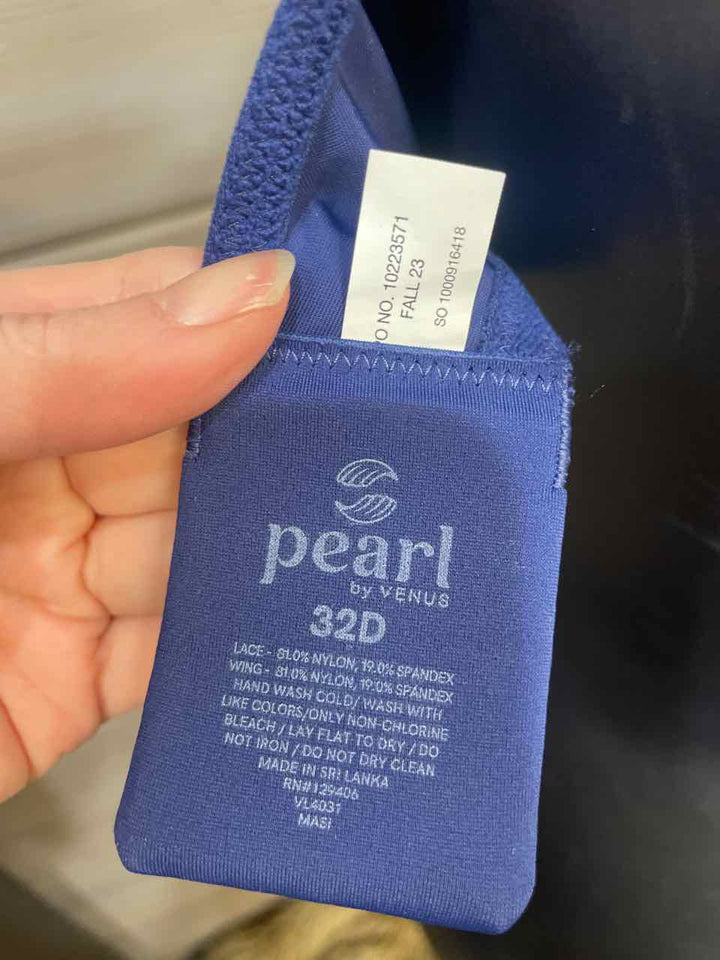 O NO. 10223571
FALL 23
SO 1000916418
pearl
by VENUS
32D
LACE - 81.0% NYLON, 19.0% SPANDEX
WING - 81.0% NYLON, 19.0% SPANDEX
HAND WASH COLD/ WASH WITH
LIKE COLORS/ONLY NON-CHLORINE
BLEACH / LAY FLAT TO DRY / DO
NOT IRON / DO NOT DRY CLEAN
MADE IN SRI LANKA
RN#129406
VL4031
MASI